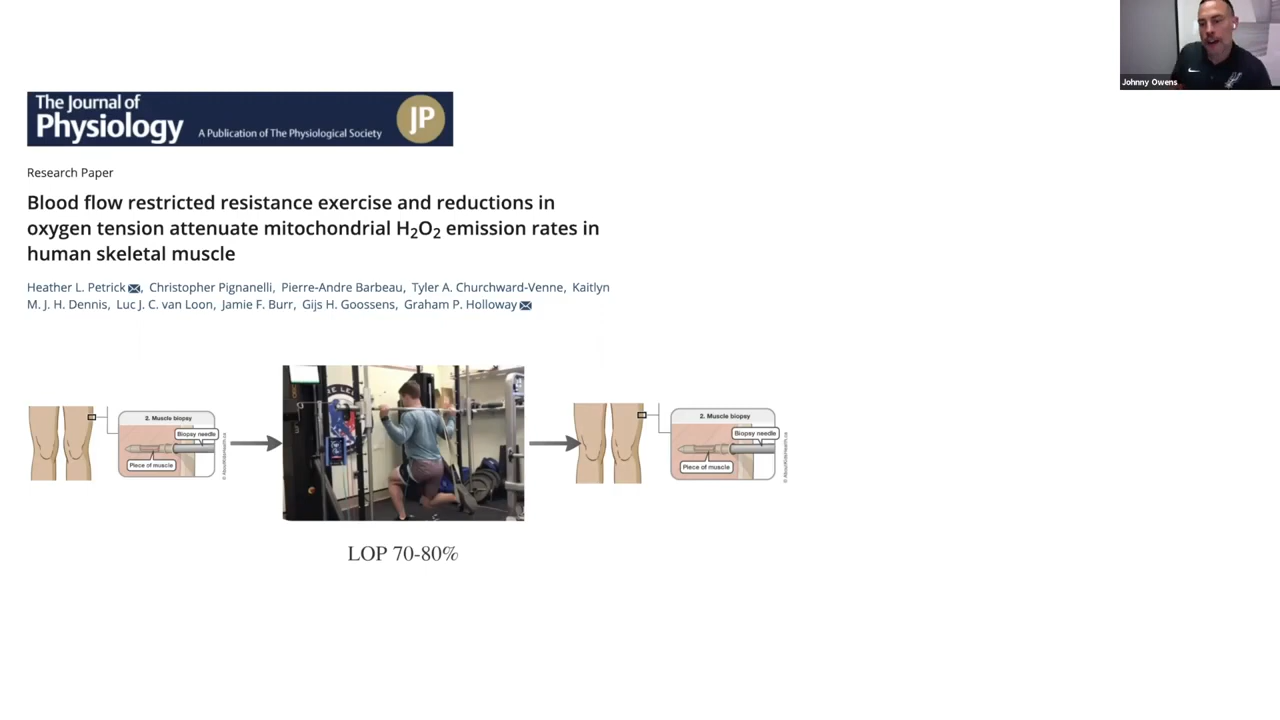 Johnny Owens
The Journal of
Physiology
A Publication of The Physiological Society
JP
Research Paper
Blood flow restricted resistance exercise and reductions in
oxygen tension attenuate mitochondrial H₂O₂ emission rates in
human skeletal muscle
Heather L. Petrick, Christopher Pignanelli, Pierre-Andre Barbeau, Tyler A. Churchward-Venne, Kaitlyn
M. J. H. Dennis, Luc J. C. van Loon, Jamie F. Burr, Gijs H. Goossens, Graham P. Holloway
2. Muscle biopsy
Biopsy needle
Piece of muscle
2. Muscle biopsy
Biopsy needle
Piece of muscle
LOP 70-80%